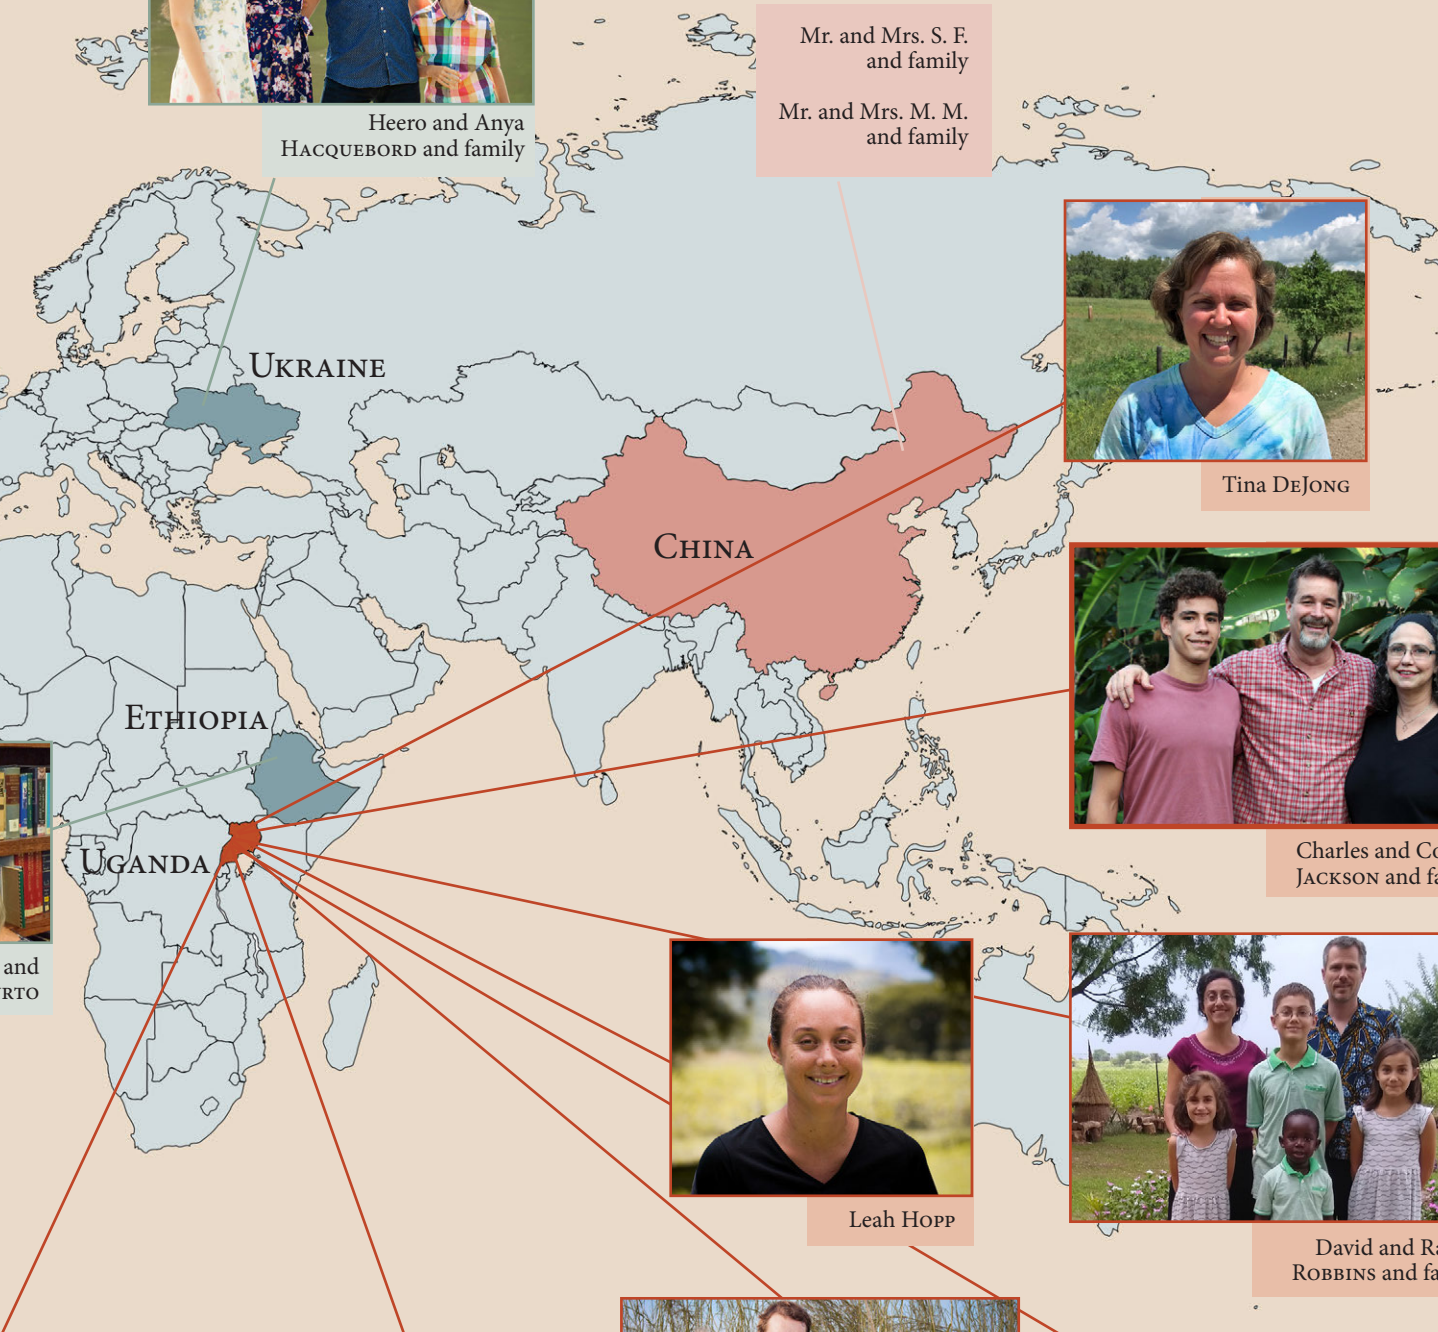 Mr. and Mrs. S. F.
and family
Mr. and Mrs. M. M.
and family
Heero and Anya
Hacquebord and family
Ukraine
Tina DeJong
China
Ethiopia
Uganda
Charles and
Jackson and
and
Leah Hopp
David and
Robbins and